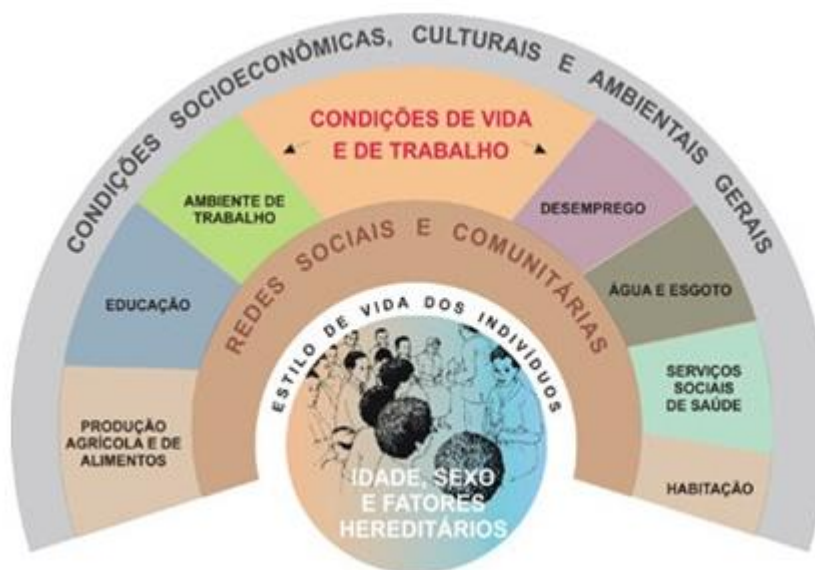 CONDIÇÕES SOCIOECONÔMICAS, CULTURAIS E AMBIENTAIS GERAIS
CONDIÇÕES DE VIDA
E DE TRABALHO
AMBIENTE DE
TRABALHO
DESEMPREGO
EDUCAÇÃO
ÁGUA E ESGOTO
PRODUÇÃO
AGRÍCOLA E DE
ALIMENTOS
SERVIÇOS
SOCIAIS
DE SAÚDE
HABITAÇÃO
REDES SOCIAIS E COMUNITÁRIAS
ESTILO DE VIDA DOS INDIVÍDUOS
IDADE, SEXO
E FATORES
HEREDITÁRIOS